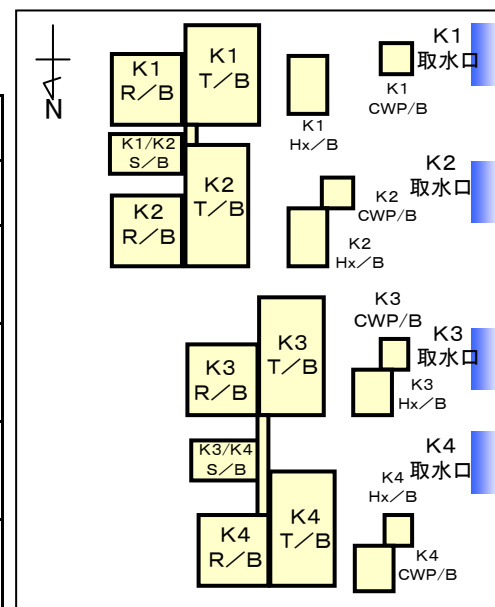 N
K1
R/B
K1
T/B
K1
Hx/B
K1
CWP/B
K1
取水口
K1/K2
S/B
K2
R/B
K2
T/B
K2
CWP/B
K2
Hx/B
K2
取水口
K3
R/B
K3
T/B
K3
CWP/B
K3
Hx/B
K3
取水口
K3/K4
S/B
K4
R/B
K4
T/B
K4
Hx/B
K4
CWP/B
K4
取水口